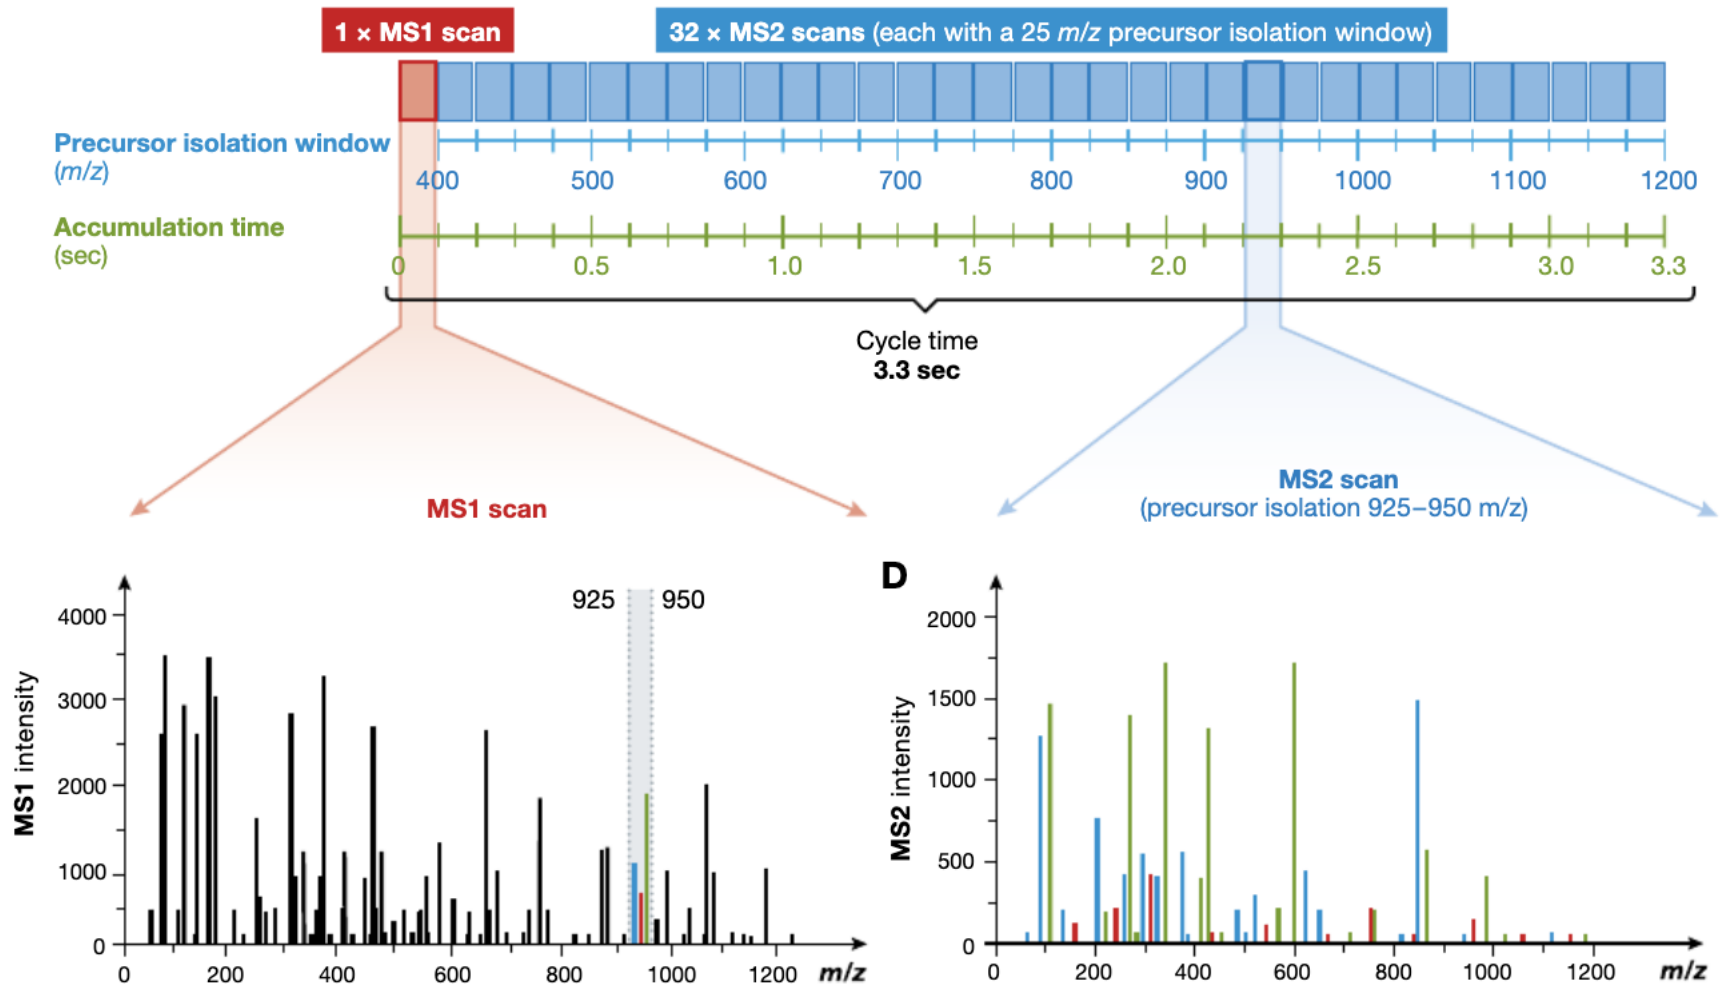 1 × MS1 scan
32 × MS2 scans (each with a 25 m/z precursor isolation window)
Precursor isolation window
(m/z)
400 500 600 700 800 900 1000 1100 1200
Accumulation time
(sec)
0 0.5 1.0 1.5 2.0 2.5 3.0 3.3
Cycle time
3.3 sec
MS1 scan
MS2 scan
(precursor isolation 925–950 m/z)
925 950
MS1 intensity
4000
3000
2000
1000
0
0 200 400 600 800 1000 1200 m/z
D
MS2 intensity
2000
1500
1000
500
0
0 200 400 600 800 1000 1200 m/z